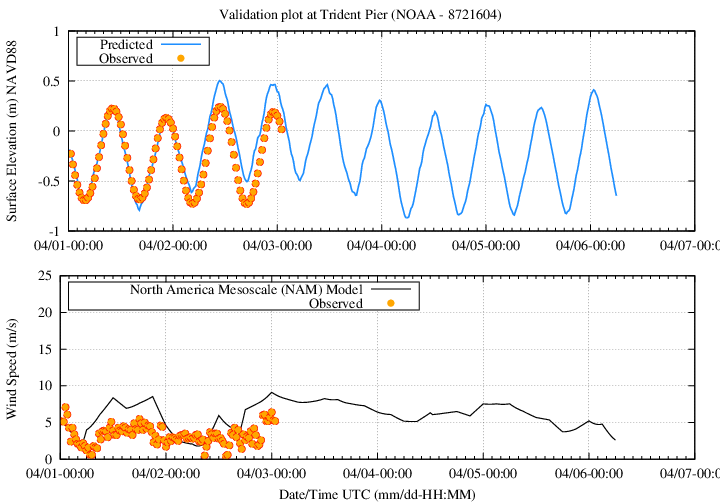 Validation plot at Trident Pier (NOAA - 8721604)
Surface Elevation (m) NAVD88
1
0.5
0
-0.5
-1
Predicted
Observed
04/01-00:00 04/02-00:00 04/03-00:00 04/04-00:00 04/05-00:00 04/06-00:00 04/07-00:
Wind Speed (m/s)
25
20
15
10
5
0
North America Mesoscale (NAM) Model
Observed
04/01-00:00 04/02-00:00 04/03-00:00 04/04-00:00 04/05-00:00 04/06-00:00 04/07-00:
Date/Time UTC (mm/dd-HH:MM)